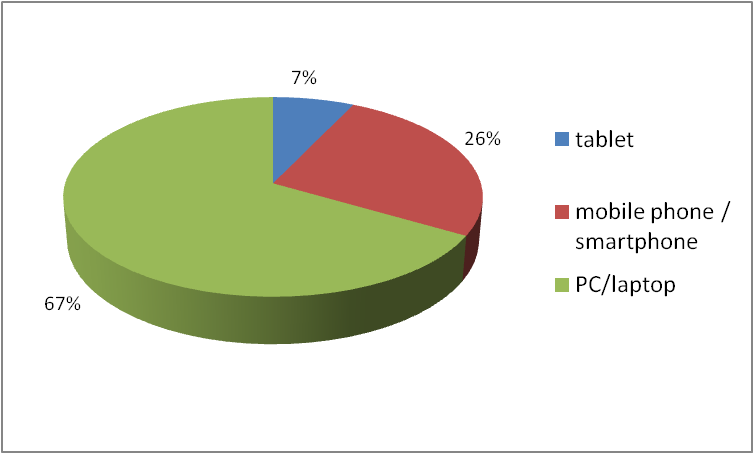 7%
26%
67%
tablet
mobile phone /
smartphone
PC/laptop